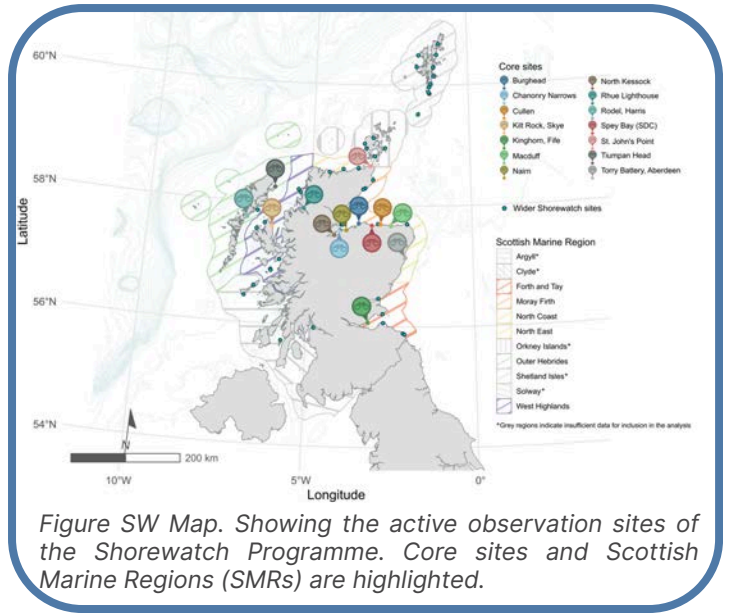 60°N
58°N
56°N
54°N
Latitude
10°W
5°W
0°
Longitude
N
200 km
Core sites
Burghead
Chanonry Narrows
Cullen
Kilt Rock, Skye
Kinghorn, Fife
Macduff
Nairn
North Kessock
Rhue Lighthouse
Rodel, Harris
Spey Bay (SDC)
St. John's Point
Tiumpan Head
Torry Battery, Aberdeen
Wider Shorewatch sites
Scottish Marine Region
Argyll*
Clyde*
Forth and Tay
Moray Firth
North Coast
North East
Orkney Islands*
Outer Hebrides
Shetland Isles*
Solway*
West Highlands
*Grey regions indicate insufficient data for inclusion in the analysis
Figure SW Map. Showing the active observation sites of
the Shorewatch Programme. Core sites and Scottish
Marine Regions (SMRs) are highlighted.